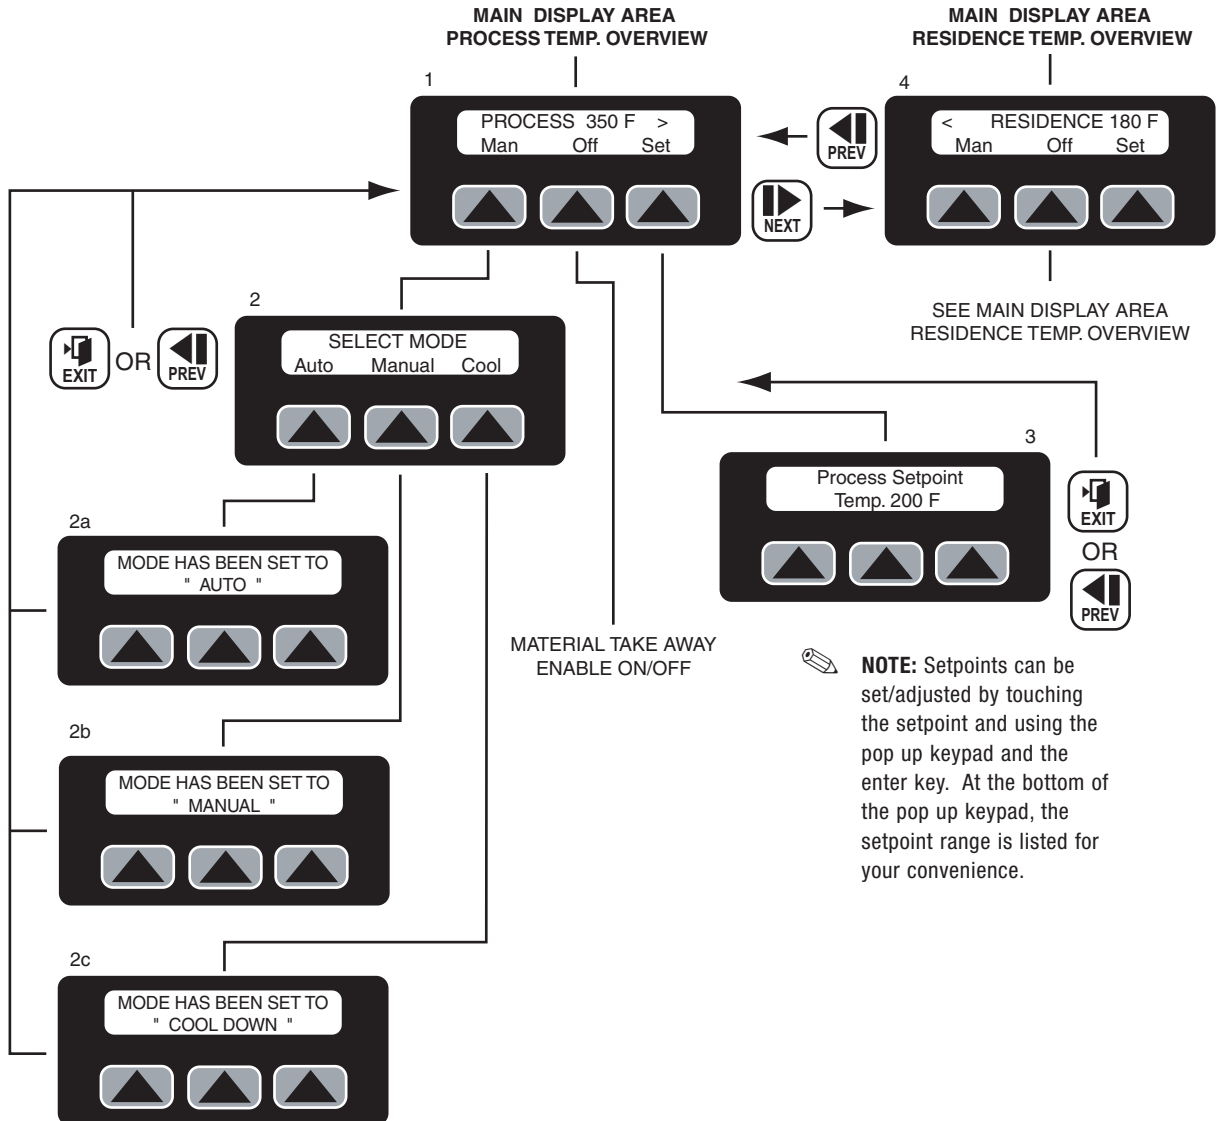 MAIN DISPLAY AREA
PROCESS TEMP. OVERVIEW
MAIN DISPLAY AREA
RESIDENCE TEMP. OVERVIEW
1
PROCESS 350 F >
Man Off Set
PREV
NEXT
4
< RESIDENCE 180 F
Man Off Set
SEE MAIN DISPLAY AREA
RESIDENCE TEMP. OVERVIEW
EXIT
OR
PREV
2
SELECT MODE
Auto Manual Cool
3
Process Setpoint
Temp. 200 F
EXIT
OR
PREV
2a
MODE HAS BEEN SET TO
" AUTO "
MATERIAL TAKE AWAY
ENABLE ON/OFF
NOTE: Setpoints can be
set/adjusted by touching
the setpoint and using the
pop up keypad and the
enter key. At the bottom of
the pop up keypad, the
setpoint range is listed for
your convenience.
2b
MODE HAS BEEN SET TO
" MANUAL "
2c
MODE HAS BEEN SET TO
" COOL DOWN "